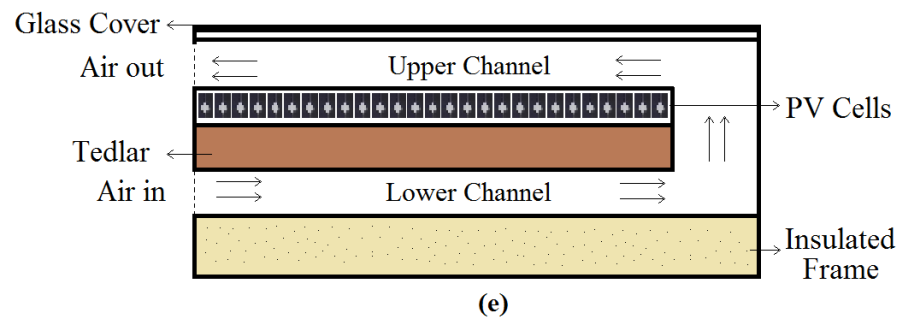 Glass Cover
Air out
Upper Channel
PV Cells
Tedlar
Air in
Lower Channel
Insulated
Frame
(e)